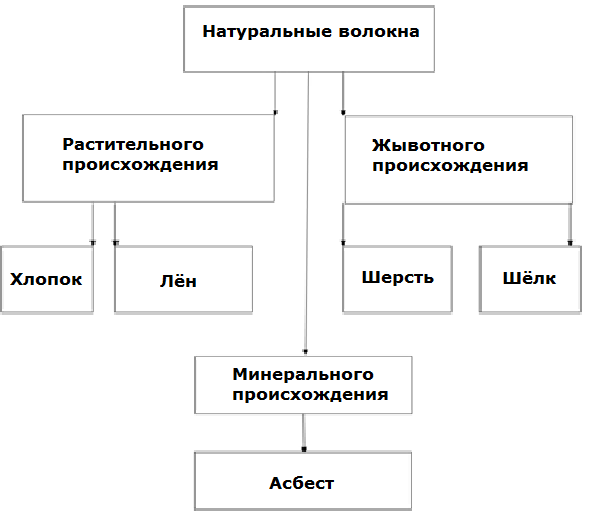 Натуральные волокна
Растительного
происхождения
Жывотного
происхождения
Хлопок
Лён
Шерсть
Шёлк
Минерального
происхождения
Асбест